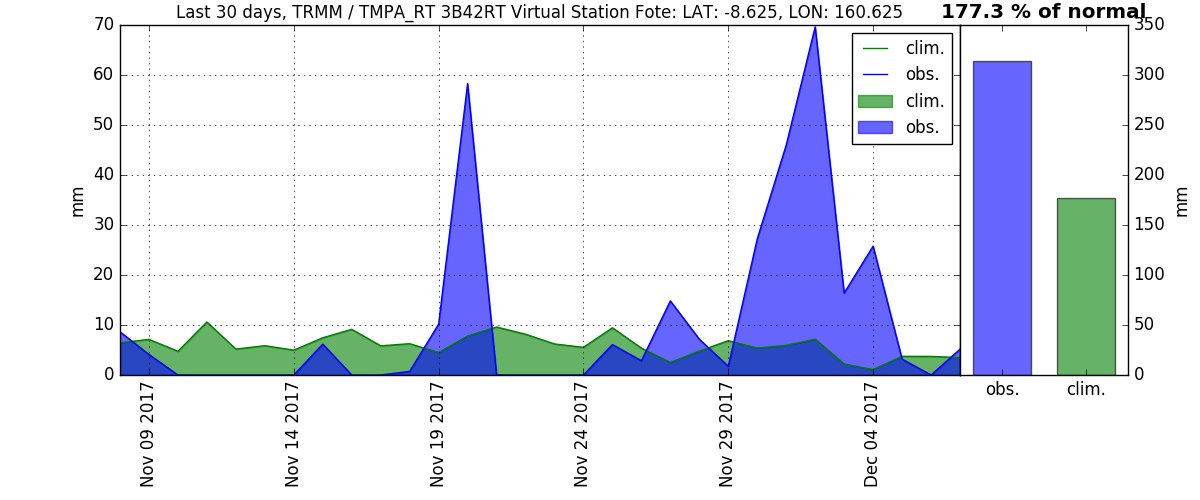 Last 30 days, TRMM / TMPA_RT 3B42RT Virtual Station Fote: LAT: -8.625, LON: 160.625
177.3 % of normal
70
60
50
40
30
20
10
0
mm
clim.
obs.
clim.
obs.
350
300
250
200
150
100
50
0
mm
Nov 09 2017
Nov 14 2017
Nov 19 2017
Nov 24 2017
Nov 29 2017
Dec 04 2017
obs.
clim.